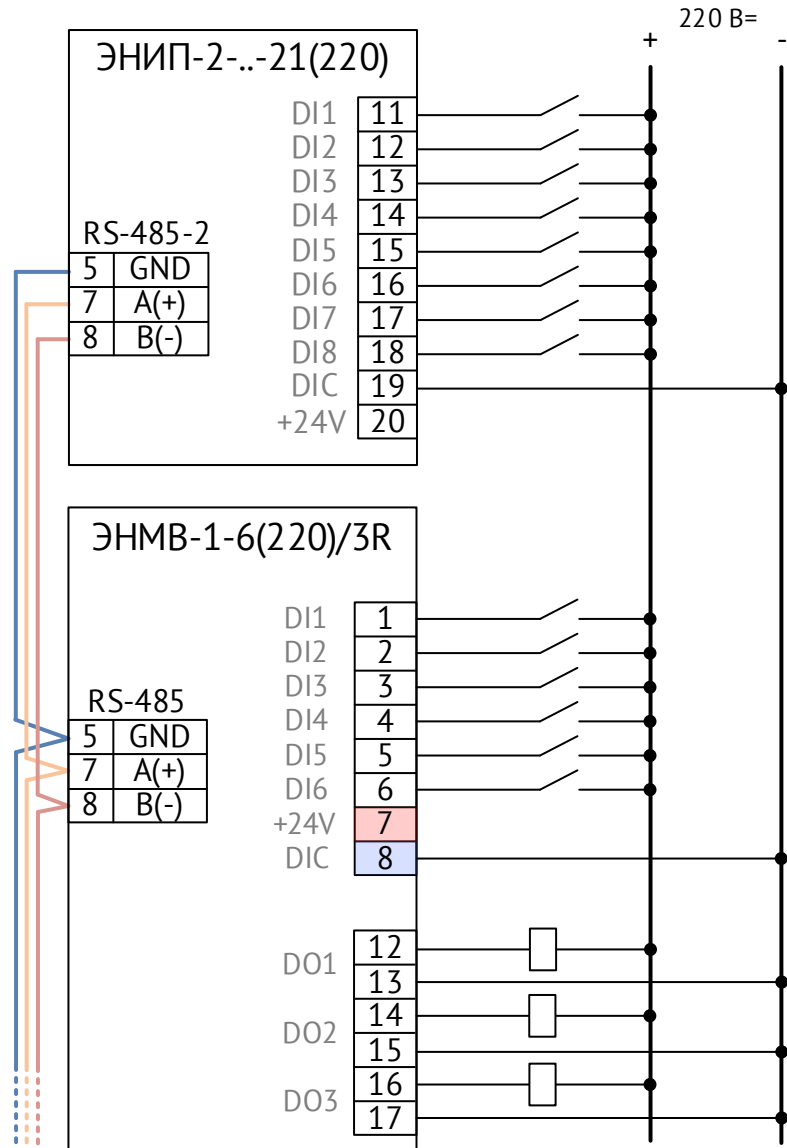 220 В=
+ -
ЭНИП-2-..-21(220)
DI1 11
DI2 12
DI3 13
DI4 14
DI5 15
DI6 16
DI7 17
DI8 18
DIC 19
+24V 20
RS-485-2
5 GND
7 A(+)
8 B(-)
ЭНМВ-1-6(220)/3R
DI1 1
DI2 2
DI3 3
DI4 4
DI5 5
DI6 6
+24V 7
DIC 8
RS-485
5 GND
7 A(+)
8 B(-)
DO1 12
13
DO2 14
15
DO3 16
17